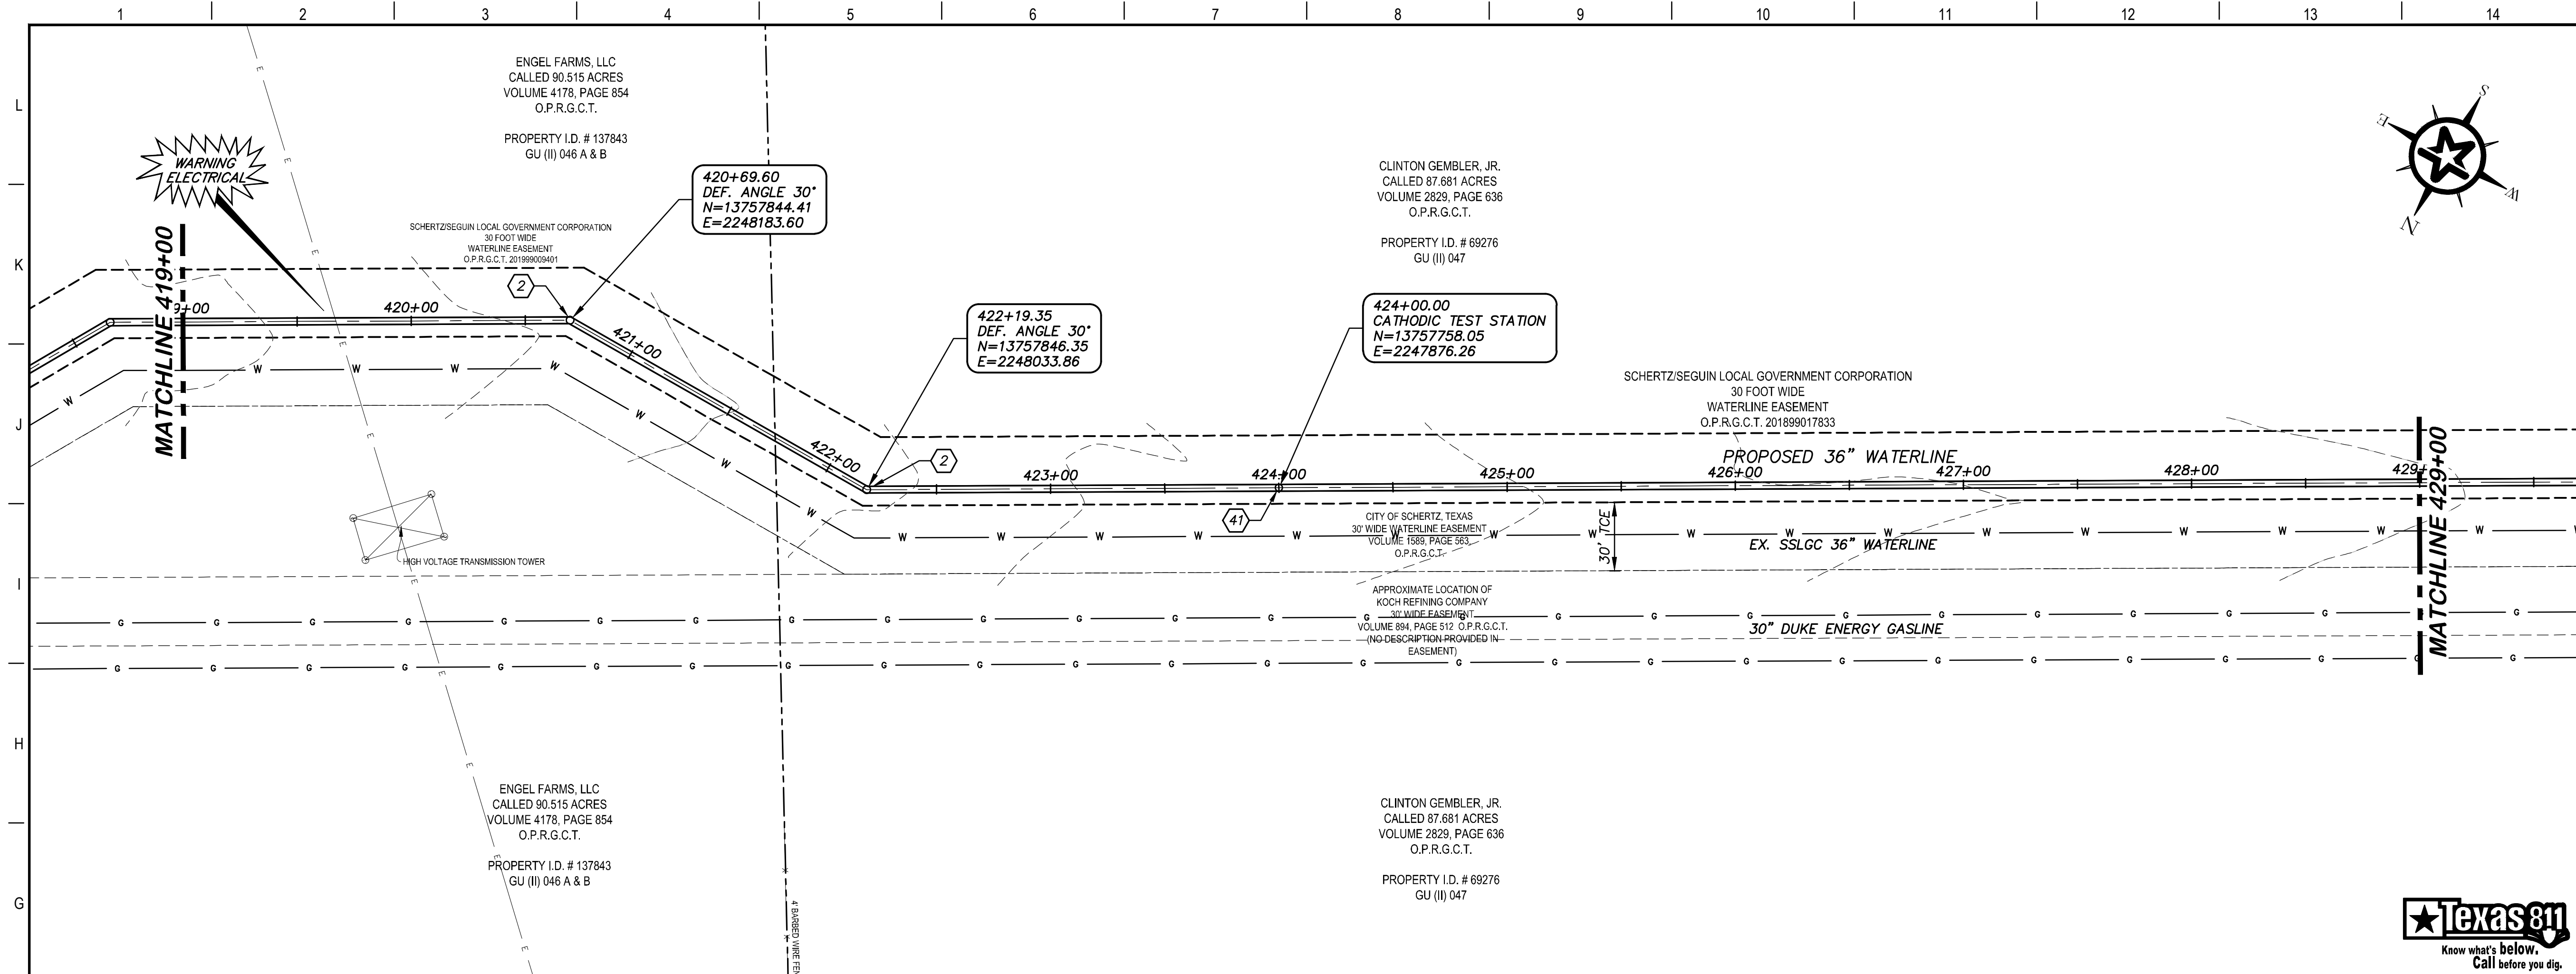 1 2 3 4 5 6 7 8 9 10 11 12 13 14
L
K
J
I
H
G
ENGEL FARMS, LLC
CALLED 90.515 ACRES
VOLUME 4178, PAGE 854
O.P.R.G.C.T.
PROPERTY I.D. # 137843
GU (II) 046 A & B
WARNING
ELECTRICAL
420+69.60
DEF. ANGLE 30°
N=13757844.41
E=2248183.60
CLINTON GEMBLER, JR.
CALLED 87.681 ACRES
VOLUME 2829, PAGE 636
O.P.R.G.C.T.
PROPERTY I.D. # 69276
GU (II) 047
S
E
W
N
MATCHLINE 419+00
SCHERTZ/SEGUIN LOCAL GOVERNMENT CORPORATION
30 FOOT WIDE
WATERLINE EASEMENT
O.P.R.G.C.T. 201999009401
2
9+00
420+00
421+00
422+00
422+19.35
DEF. ANGLE 30°
N=13757846.35
E=2248033.86
2
424+00.00
CATHODIC TEST STATION
N=13757758.05
E=2247876.26
41
SCHERTZ/SEGUIN LOCAL GOVERNMENT CORPORATION
30 FOOT WIDE
WATERLINE EASEMENT
O.P.R.G.C.T. 201899017833
PROPOSED 36" WATERLINE
423+00 424+00 425+00 426+00 427+00 428+00 429+
MATCHLINE 429+00
W W W W
W W W
W W W W W W W W W W W W W W W W W
CITY OF SCHERTZ, TEXAS
30' WIDE WATERLINE EASEMENT
VOLUME 1589, PAGE 563
O.P.R.G.C.T.
30' TCE
EX. SSLGC 36" WATERLINE
HIGH VOLTAGE TRANSMISSION TOWER
APPROXIMATE LOCATION OF
KOCH REFINING COMPANY
30' WIDE EASEMENT
VOLUME 894, PAGE 512 O.P.R.G.C.T.
(NO DESCRIPTION PROVIDED IN
EASEMENT)
G G G G G G G G G G G G G G G G G G G G G G G G G G
30" DUKE ENERGY GASLINE
G G G G G G G G G G G G G G G G G G G G G G G G G G
E E E E E E E E E
ENGEL FARMS, LLC
CALLED 90.515 ACRES
VOLUME 4178, PAGE 854
O.P.R.G.C.T.
PROPERTY I.D. # 137843
GU (II) 046 A & B
4' BARBED WIRE FEN
CLINTON GEMBLER, JR.
CALLED 87.681 ACRES
VOLUME 2829, PAGE 636
O.P.R.G.C.T.
PROPERTY I.D. # 69276
GU (II) 047
Texas 811
Know what's below.
Call before you dig.